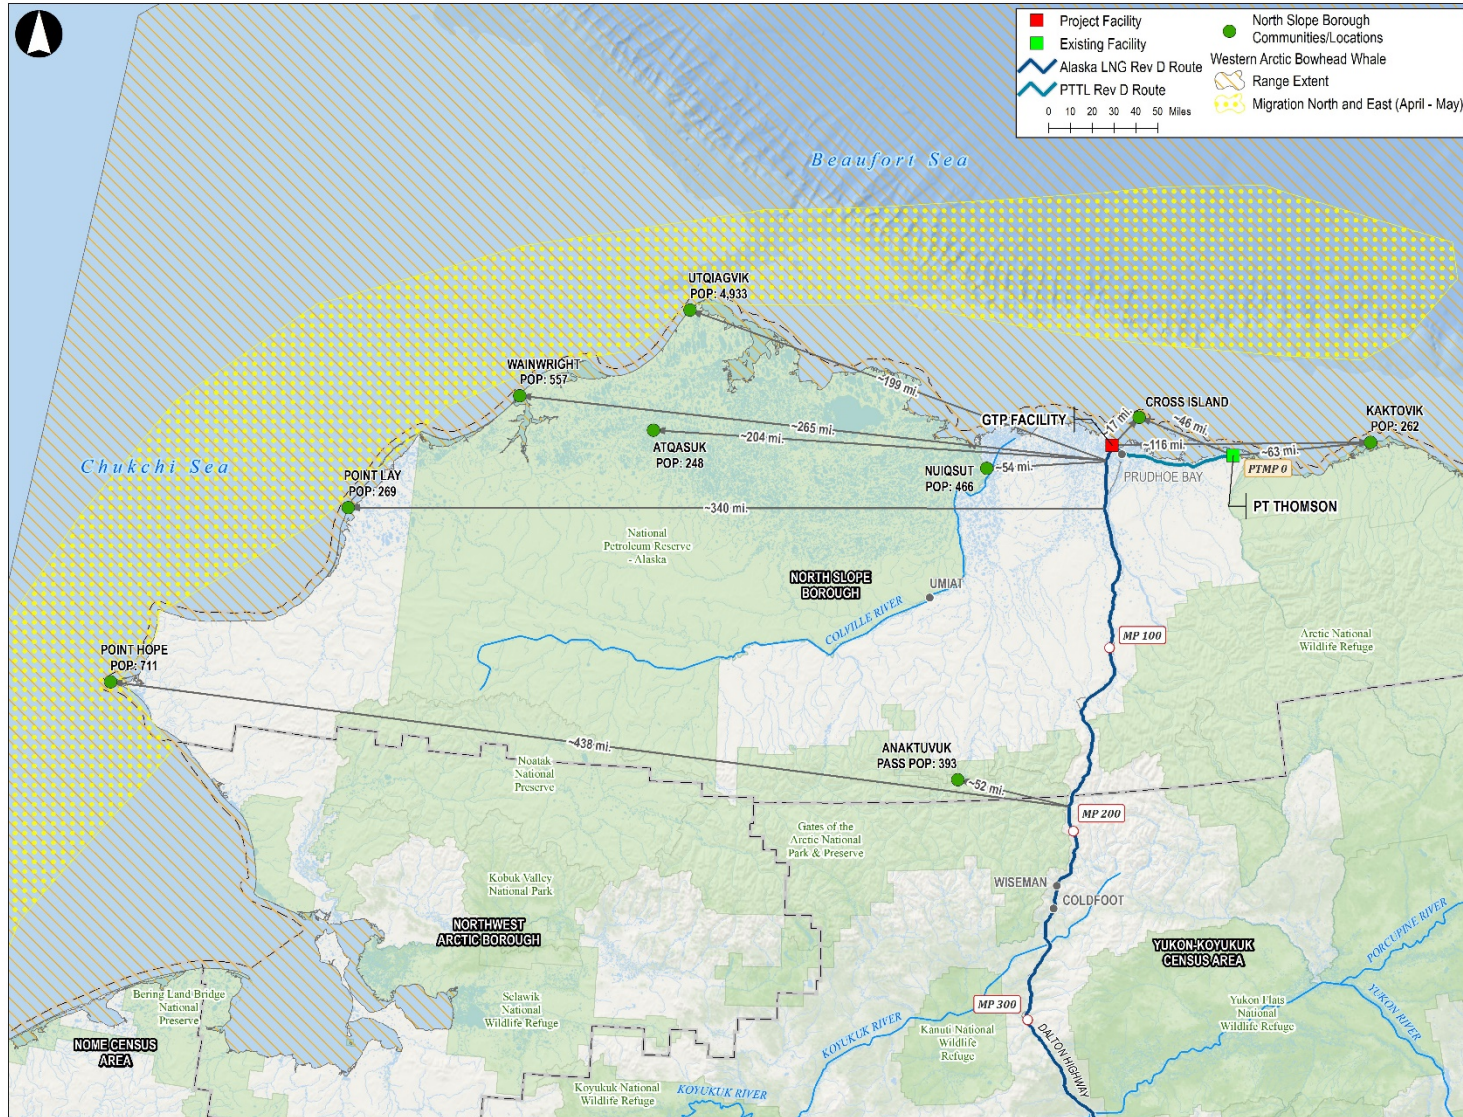 Project Facility
Existing Facility
Alaska LNG Rev D Route
PTTL Rev D Route
0 10 20 30 40 50 Miles
North Slope Borough
Communities/Locations
Western Arctic Bowhead Whale
Range Extent
Migration North and East (April - May)
Beaufort Sea
UTQIAGVIK
POP: 4,933
WAINWRIGHT
POP: 557
~199 mi.
CROSS ISLAND
GTP FACILITY
~17 mi.
~46 mi.
KAKTOVIK
POP: 262
~265 mi.
~204 mi.
ATQASUK
POP: 248
~116 mi.
~63 mi.
PRUDHOE BAY
PTMP 0
NUIQSUT
POP: 466
~54 mi.
Chukchi Sea
POINT LAY
POP: 269
~340 mi.
PT THOMSON
National
Petroleum Reserve
- Alaska
NORTH SLOPE
BOROUGH
UMIAT
COLVILLE RIVER
MP 100
Arctic National
Wildlife Refuge
POINT HOPE
POP: 711
~438 mi.
ANAKTUVUK
PASS POP: 393
~52 mi.
Noatak
National
Preserve
MP 200
Gates of the
Arctic National
Park & Preserve
Kobuk Valley
National Park
WISEMAN
COLDFOOT
NORTHWEST
ARCTIC BOROUGH
YUKON-KOYUKUK
CENSUS AREA
PORCUPINE RIVER
Bering Land Bridge
National
Preserve
Selawik
National
Wildlife Refuge
MP 300
Yukon Flats
National
Wildlife Refuge
YUKON RIVER
KOYUKUK RIVER
Kanuti National
Wildlife
Refuge
DALTON HIGHWAY
NOME CENSUS
AREA
Koyukuk National
Wildlife Refuge
KOYUKUK RIVER